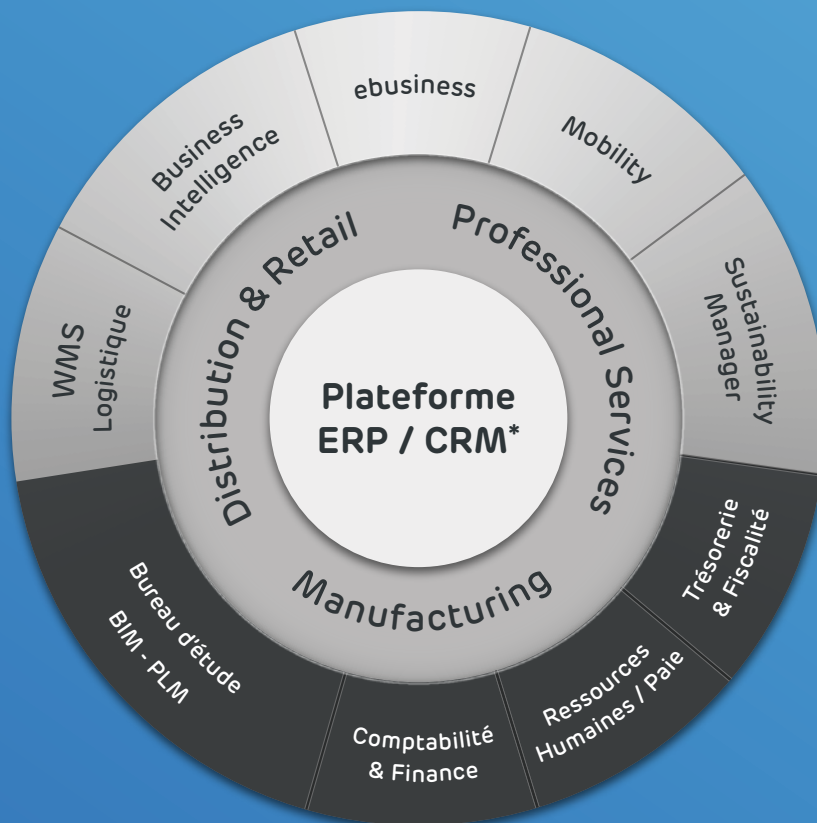 ebusiness
Mobility
Sustainability
Manager
Trésorerie
& Fiscalité
Ressources
Humaines / Paie
Comptabilité
& Finance
Bureau d'étude
BIM - PLM
WMS
Logistique
Business
Intelligence
Distribution & Retail
Professional Services
Manufacturing
Plateforme
ERP / CRM*